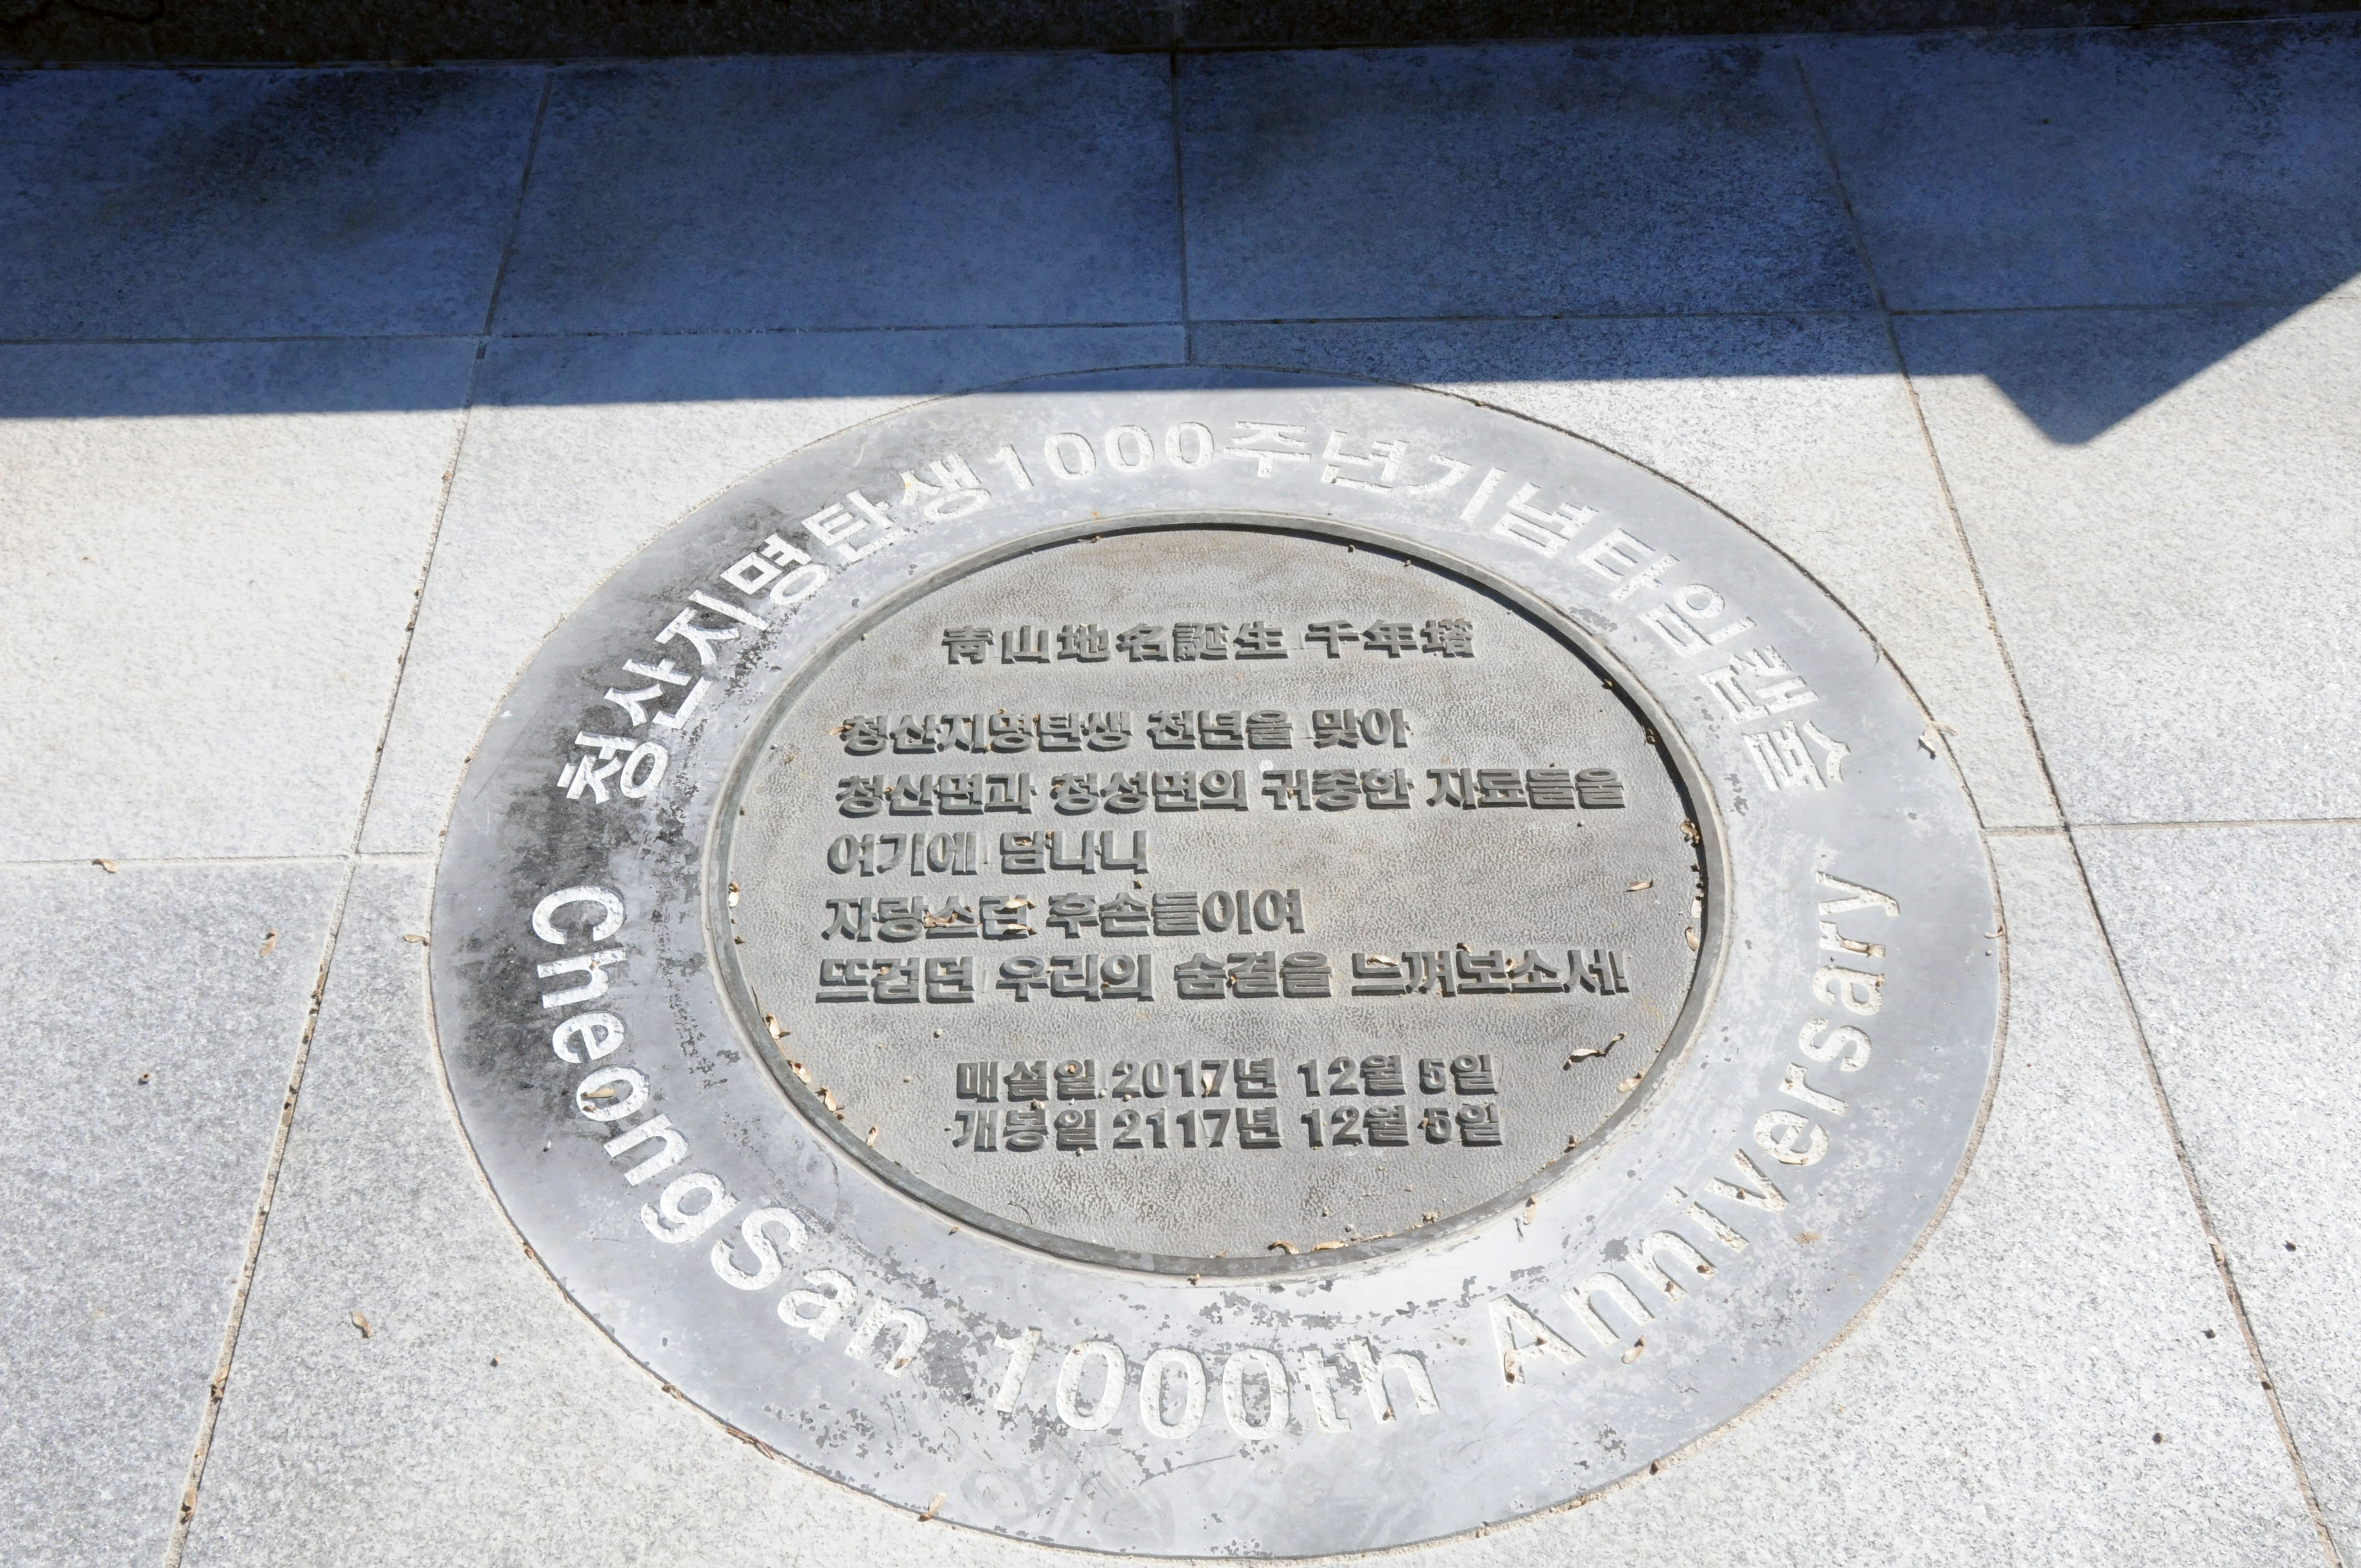 청산지명탄생1000주년기념타임캡슐
靑山地名誕生 千年塔
청산지명탄생 천년을 맞아
청산면과 청성면의 귀중한 자료들을
여기에 담나니
자랑스런 후손들이여
뜨겁던 우리의 숨결을 느껴보소서!
매설일 2017년 12월 5일
개봉일 2117년 12월 5일
CheongSan 1000th Anniversary